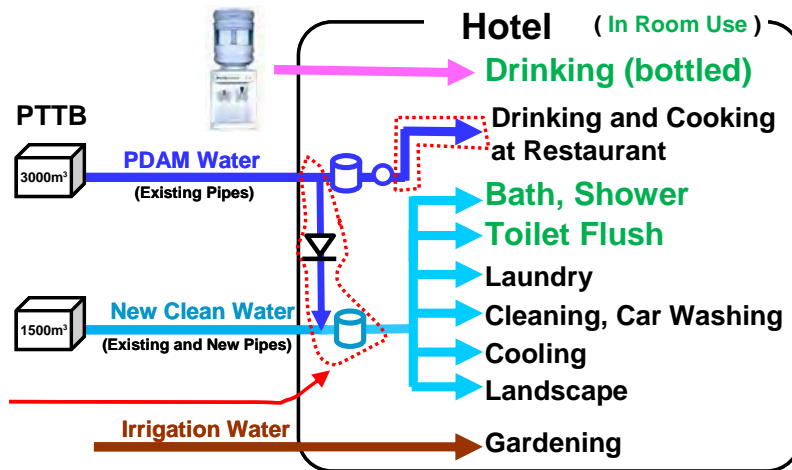 Hotel ( In Room Use )
Drinking (bottled)
PTTB
Drinking and Cooking
at Restaurant
3000m³
PDAM Water
(Existing Pipes)
Bath, Shower
Toilet Flush
Laundry
1500m³
New Clean Water
(Existing and New Pipes)
Cleaning, Car Washing
Cooling
Landscape
Irrigation Water
Gardening